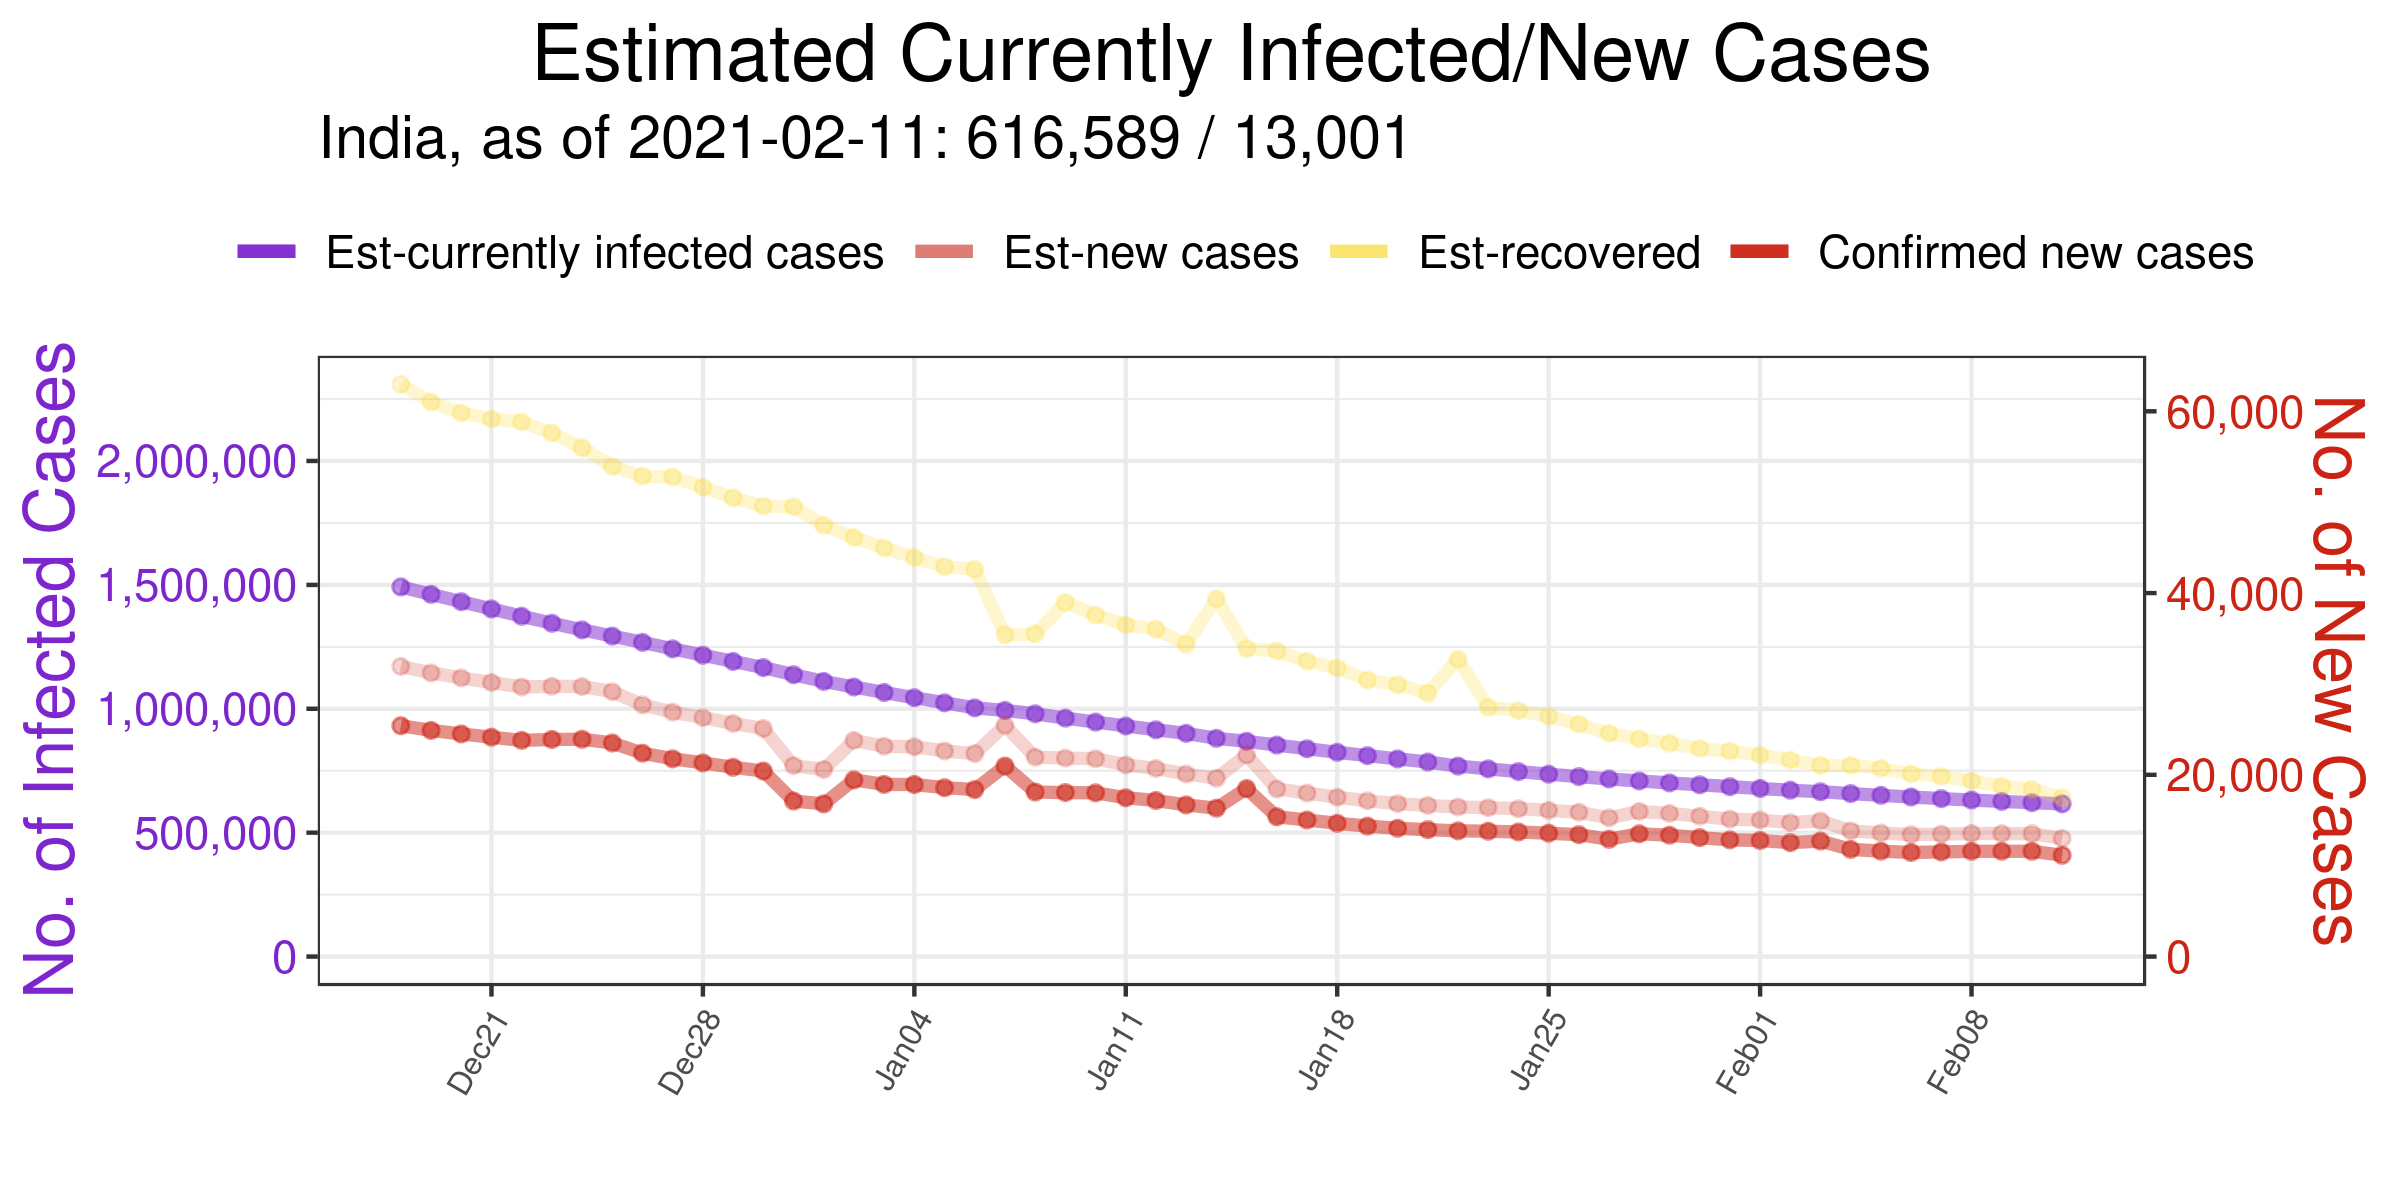 Estimated Currently Infected/New Cases
India, as of 2021-02-11: 616,589 / 13,001
Est-currently infected cases Est-new cases Est-recovered Confirmed new cases
No. of Infected Cases
2,000,000
1,500,000
1,000,000
500,000
0
60,000
40,000
20,000
0
No. of New Cases
Dec21 Dec28 Jan04 Jan11 Jan18 Jan25 Feb01 Feb08